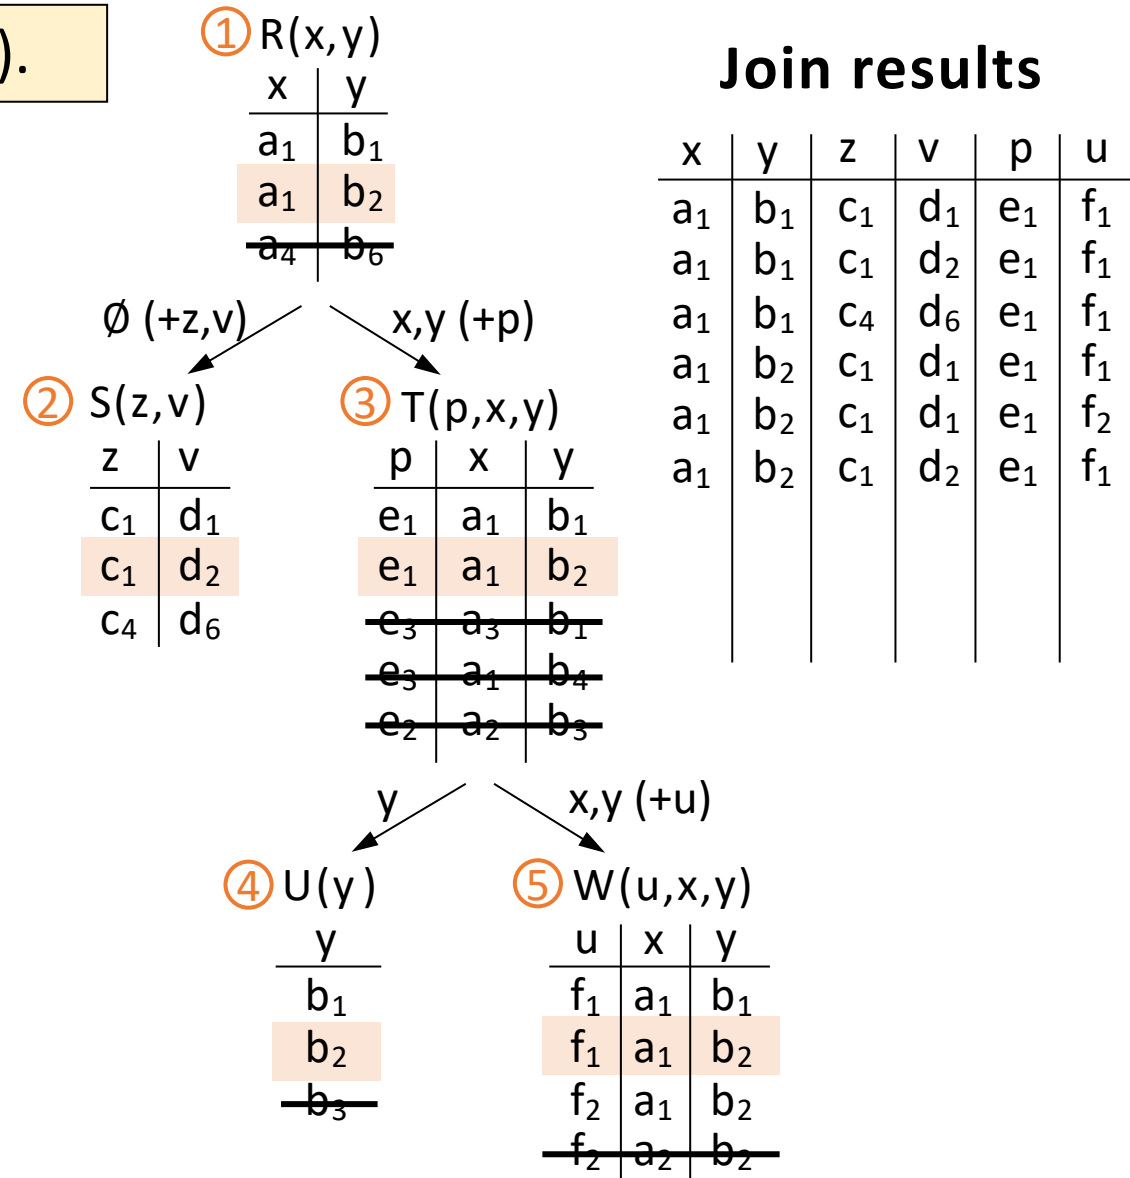 ).
① R(x,y)
x y
a₁ b₁
a₁ b₂
a₄ b₆
Join results
x y z v p u
a₁ b₁ c₁ d₁ e₁ f₁
a₁ b₁ c₁ d₂ e₁ f₁
a₁ b₁ c₄ d₆ e₁ f₁
a₁ b₂ c₁ d₁ e₁ f₁
a₁ b₂ c₁ d₁ e₁ f₂
a₁ b₂ c₁ d₂ e₁ f₁
∅ (+z,v)
x,y (+p)
② S(z,v)
z v
c₁ d₁
c₁ d₂
c₄ d₆
③ T(p,x,y)
p x y
e₁ a₁ b₁
e₁ a₁ b₂
e₃ a₃ b₁
e₃ a₁ b₄
e₂ a₂ b₃
y
x,y (+u)
④ U(y)
y
b₁
b₂
b₃
⑤ W(u,x,y)
u x y
f₁ a₁ b₁
f₁ a₁ b₂
f₂ a₁ b₂
f₂ a₂ b₂